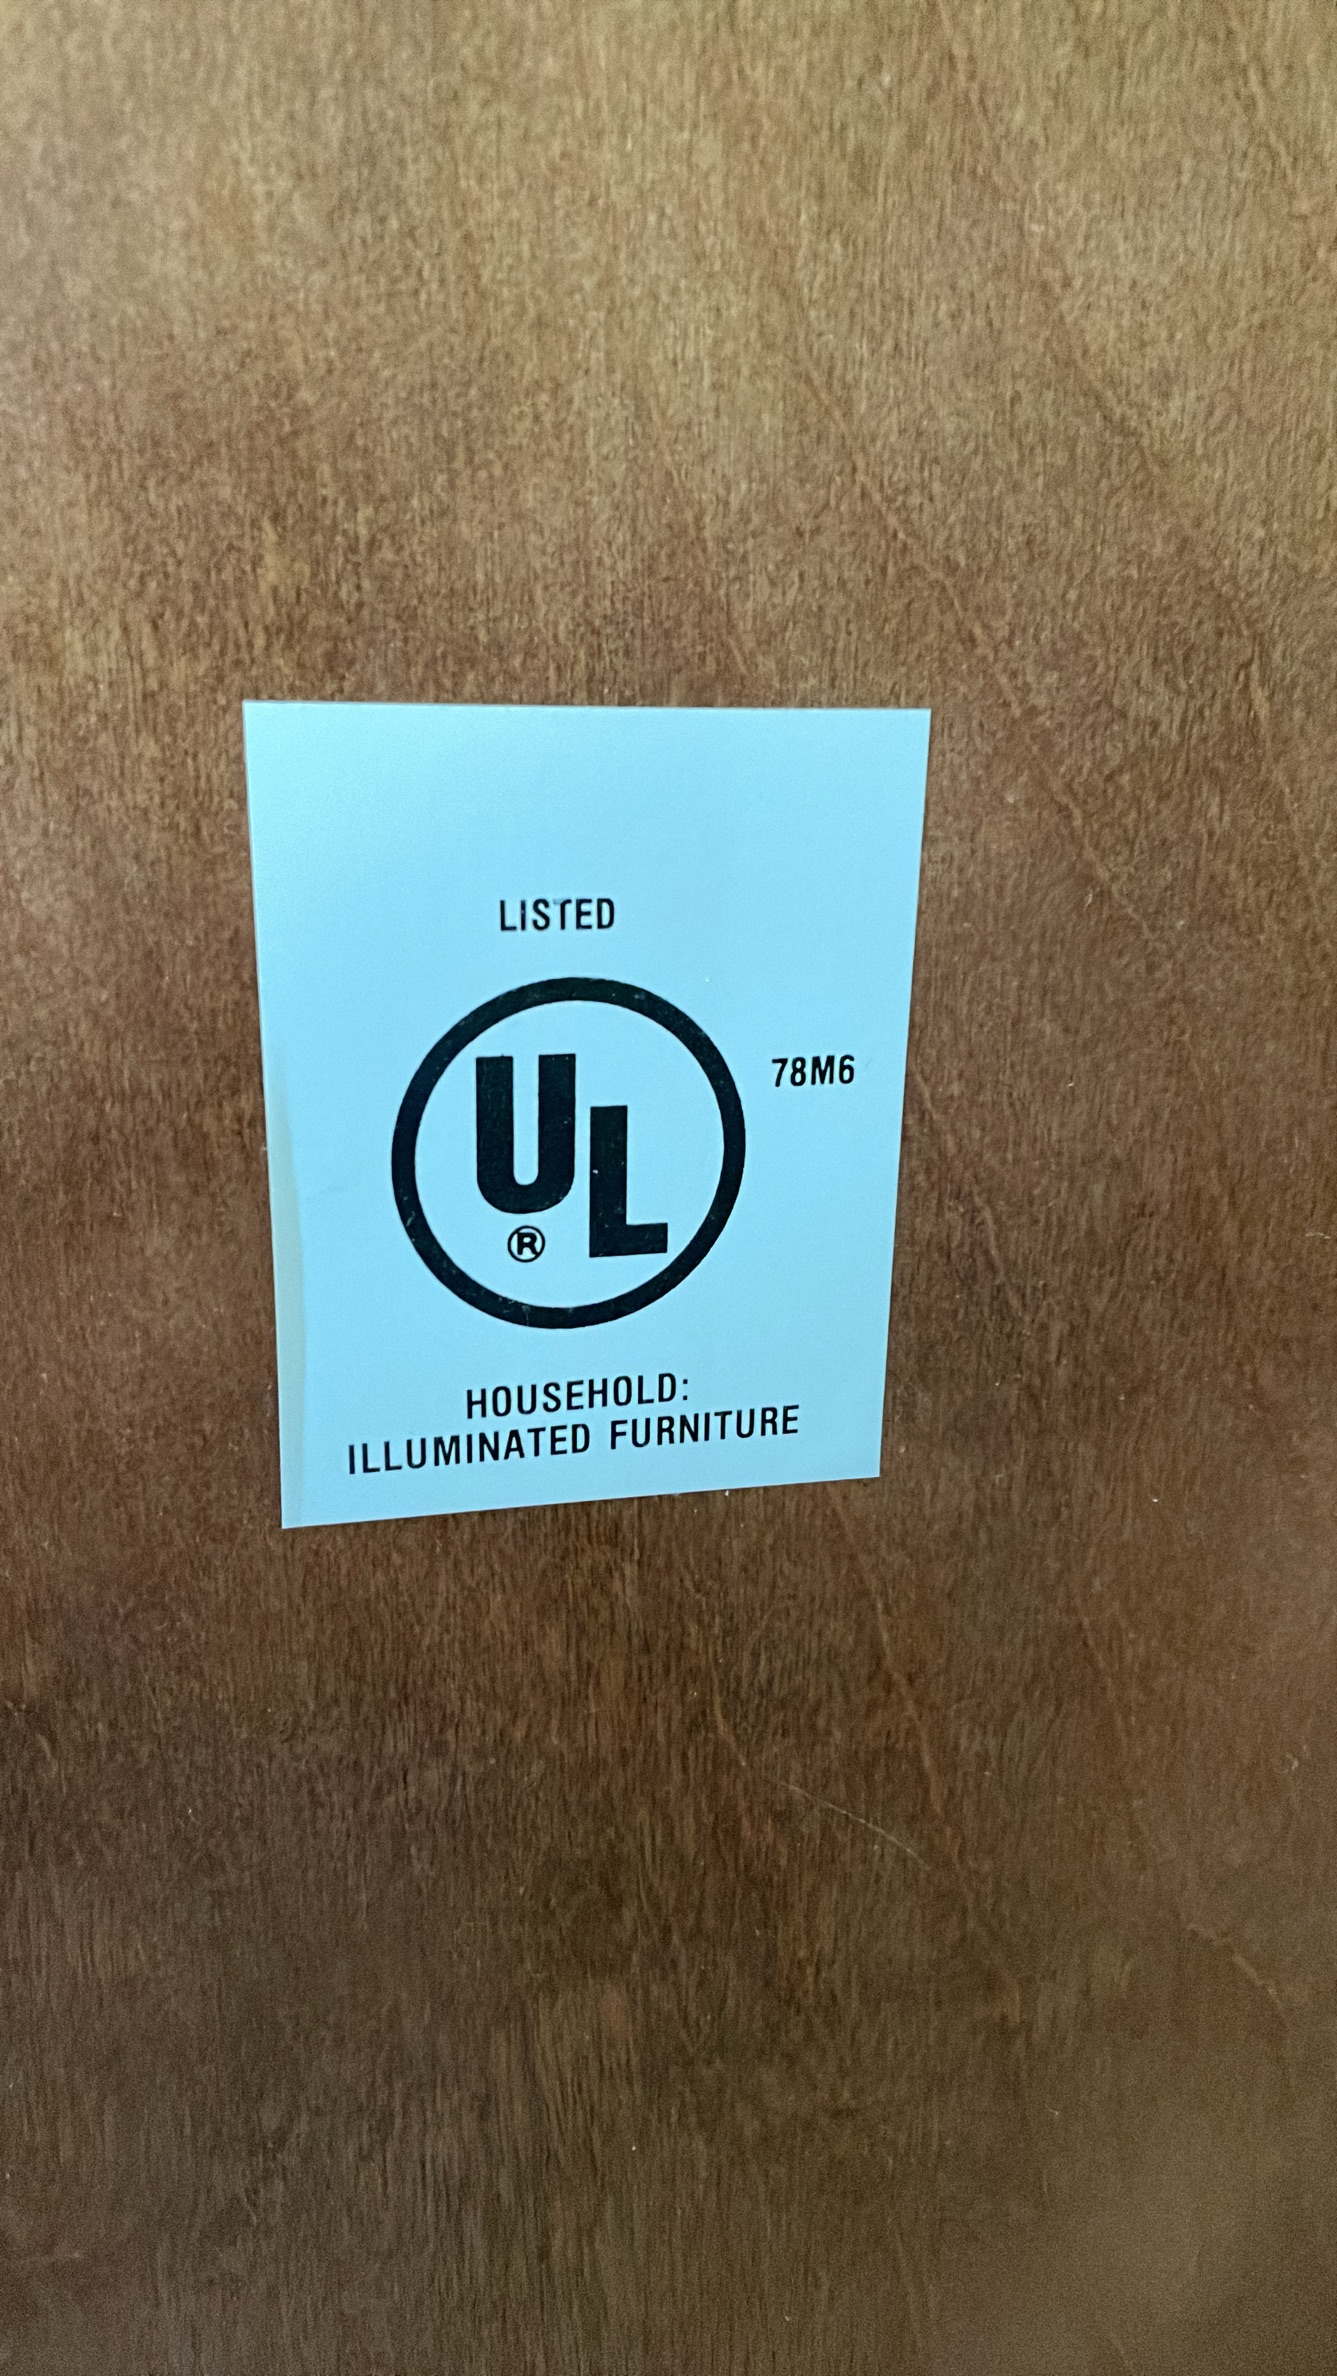 LISTED
UL
®
78M6
HOUSEHOLD:
ILLUMINATED FURNITURE